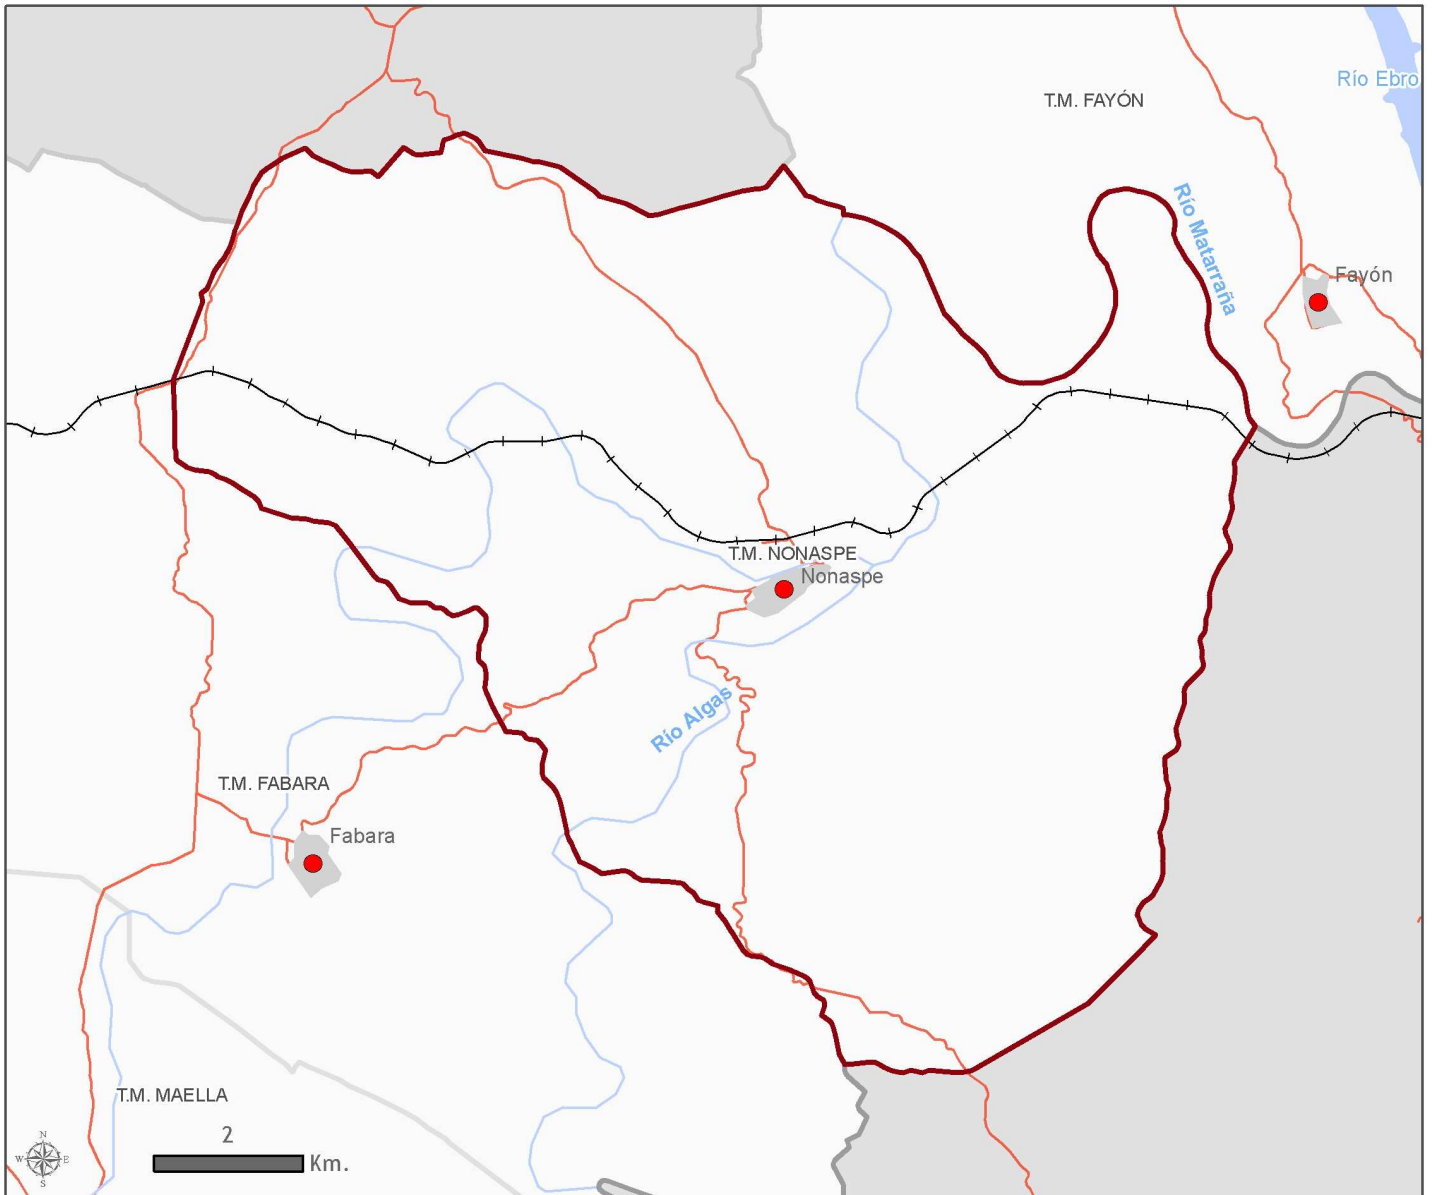 Río Ebro
T.M. FAYÓN
Río Matarraña
Fayón
T.M. NONASPE
Nonaspe
Río Algas
T.M. FABARA
Fabara
T.M. MAELLA
2
Km.
N
W
E
S